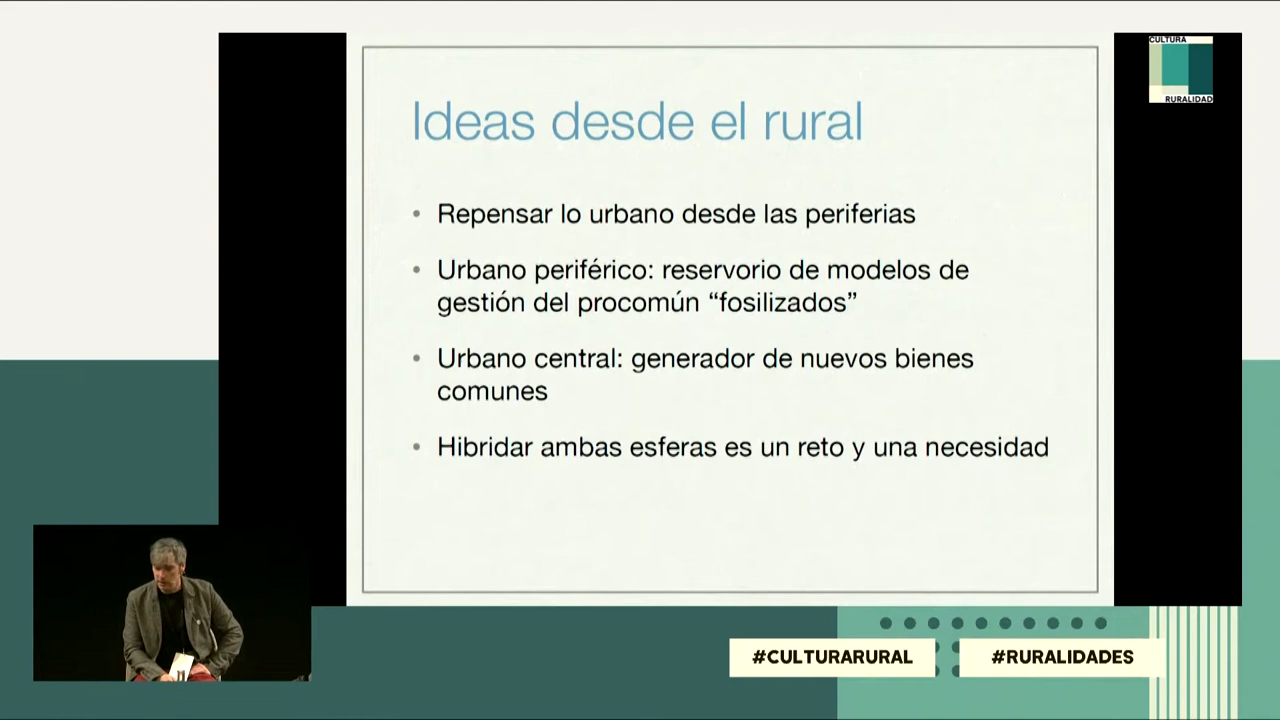 CULTURA
RURALIDAD
Ideas desde el rural
• Repensar lo urbano desde las periferias
• Urbano periférico: reservorio de modelos de
gestión del procomún “fosilizados”
• Urbano central: generador de nuevos bienes
comunes
• Hibridar ambas esferas es un reto y una necesidad
#CULTURARURAL
#RURALIDADES